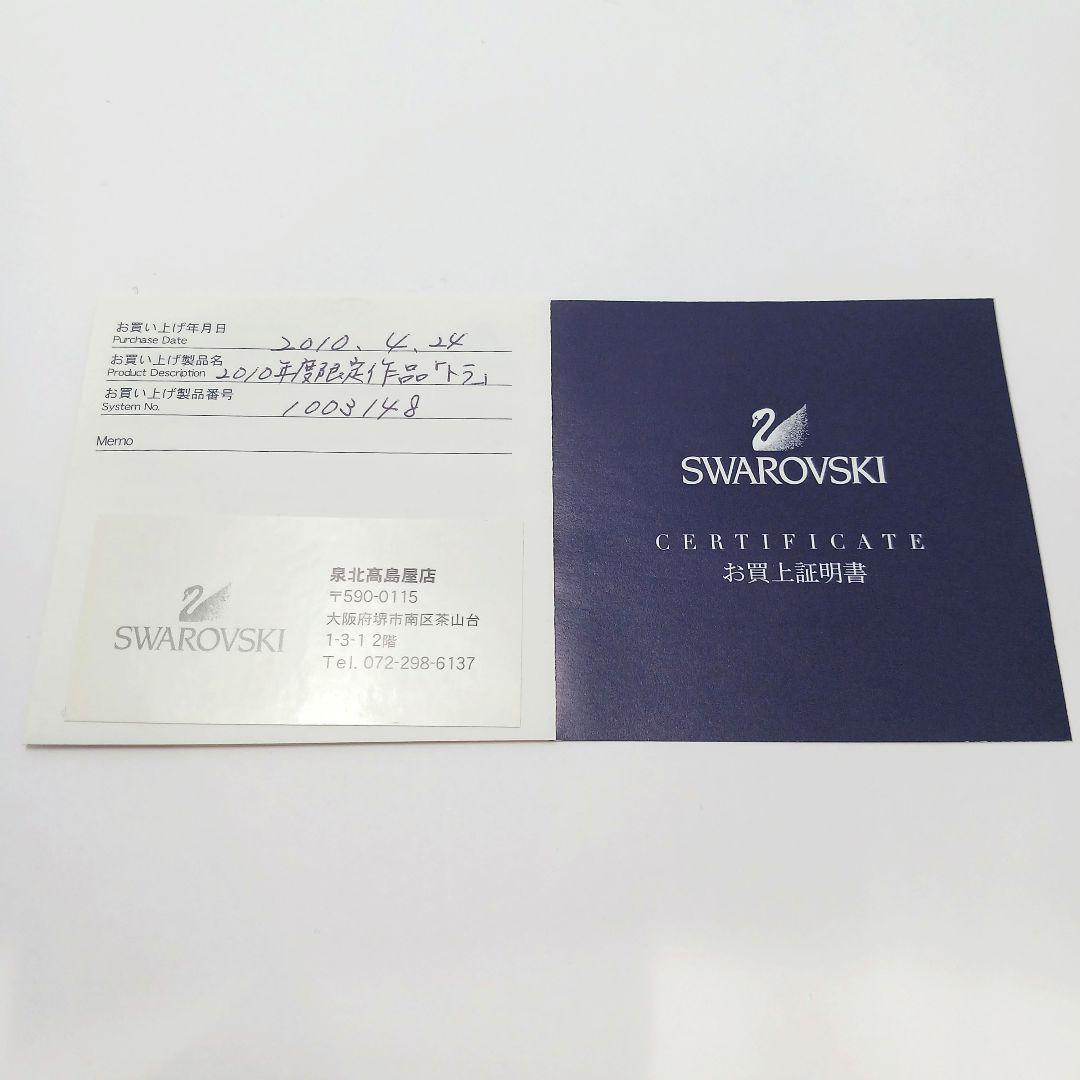 お買い上げ年月日
Purchase Date 2010. 4. 24
お買い上げ製品名
Product Description 2010年度限定作品「トラ」
お買い上げ製品番号
System No. 1003148
Memo
SWAROVSKI
泉北髙島屋店
〒590-0115
大阪府堺市南区茶山台
1-3-1 2階
Tel. 072-298-6137
SWAROVSKI
CERTIFICATE
お買上証明書